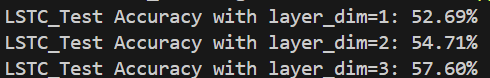 LSTC_Test Accuracy with layer_dim=1: 52.69%
LSTC_Test Accuracy with layer_dim=2: 54.71%
LSTC_Test Accuracy with layer_dim=3: 57.60%